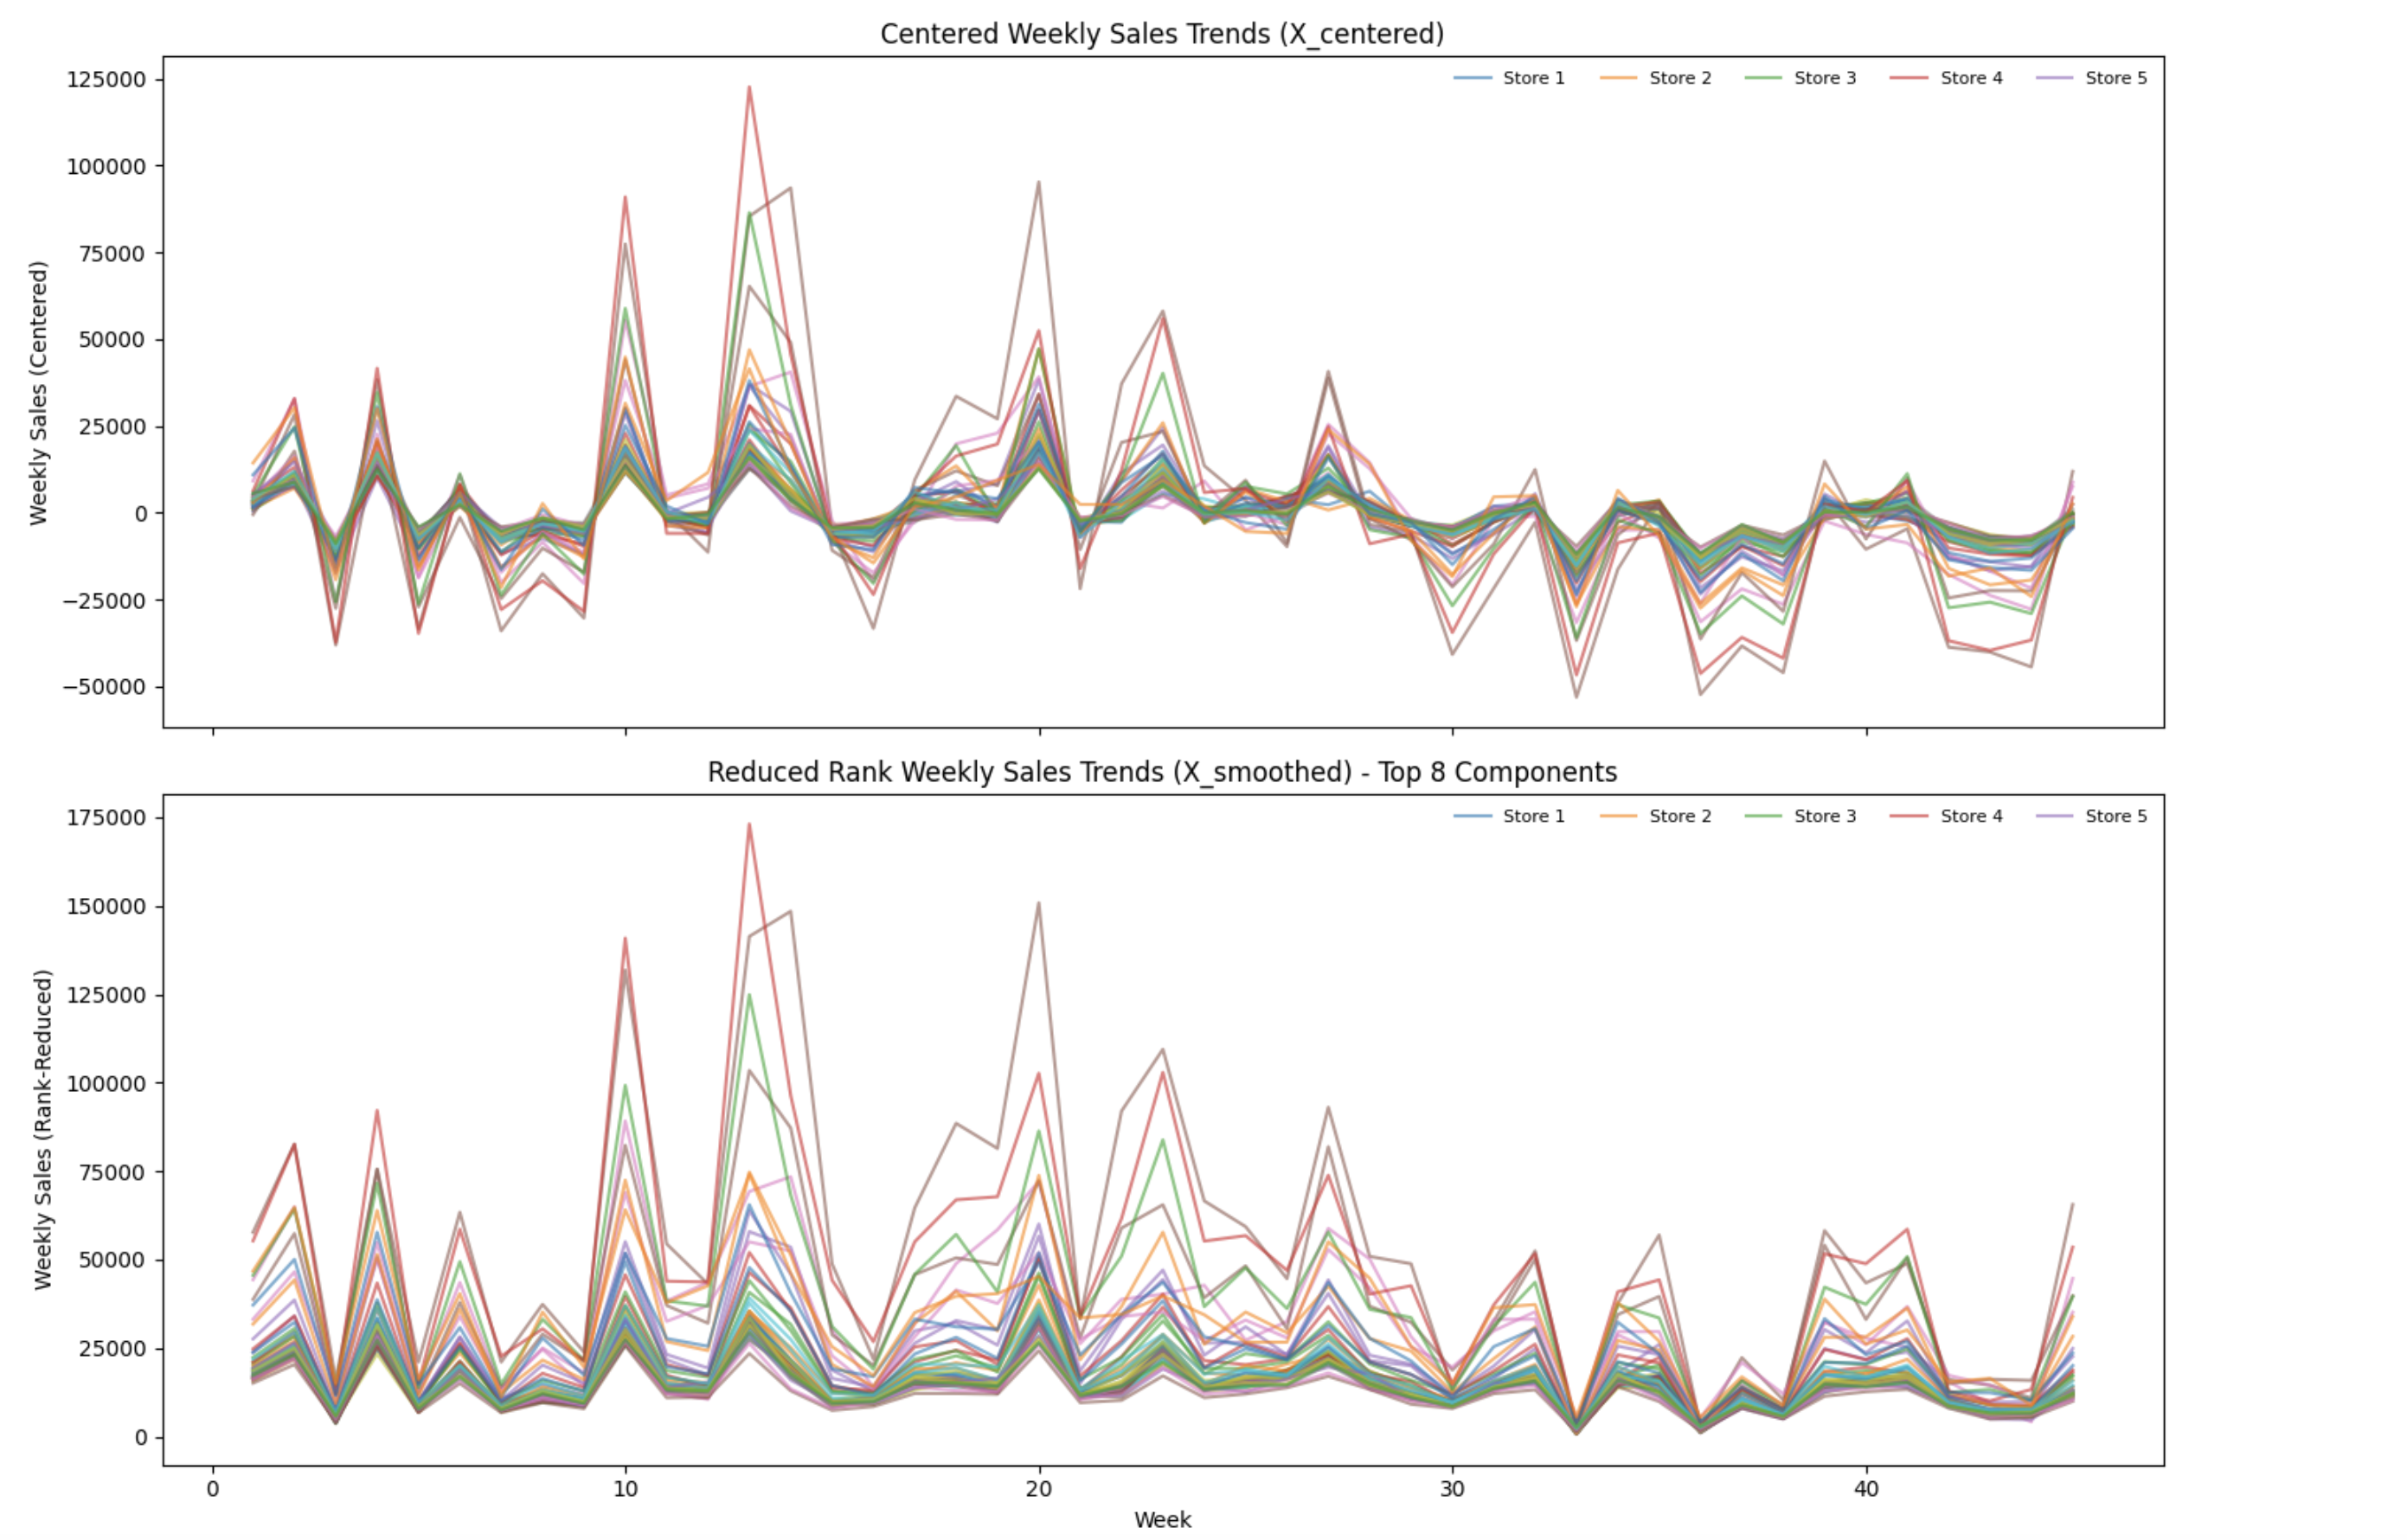 Centered Weekly Sales Trends (X_centered)
Store 1 Store 2 Store 3 Store 4 Store 5
Weekly Sales (Centered)
125000
100000
75000
50000
25000
0
−25000
−50000
Reduced Rank Weekly Sales Trends (X_smoothed) - Top 8 Components
Store 1 Store 2 Store 3 Store 4 Store 5
Weekly Sales (Rank-Reduced)
175000
150000
125000
100000
75000
50000
25000
0
0 10 20 30 40
Week